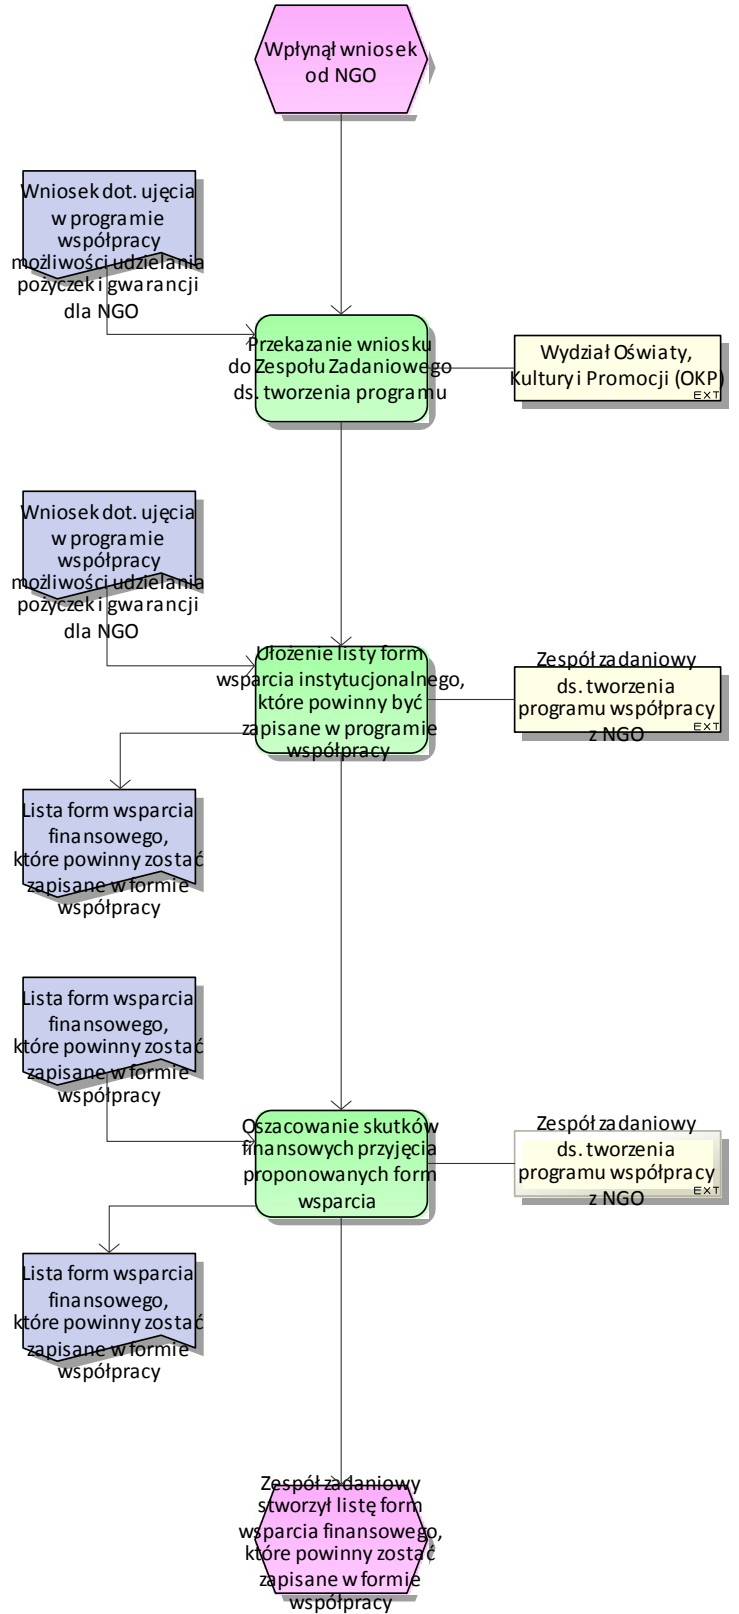 Wpłynął wniosek
od NGO
Wniosek dot. ujęcia
w programie
współpracy
możliwości udzielania
pożyczek i gwarancji
dla NGO
Przekazanie wniosku
do Zespołu Zadaniowego
ds. tworzenia programu
Wydział Oświaty,
Kultury i Promocji (OKP)
EXT
Wniosek dot. ujęcia
w programie
współpracy
możliwości udzielania
pożyczek i gwarancji
dla NGO
Ułożenie listy form
wsparcia instytucjonalnego,
które powinny być
zapisane w programie
współpracy
Zespół zadaniowy
ds. tworzenia
programu współpracy
z NGO
EXT
Lista form wsparcia
finansowego,
które powinny zostać
zapisane w formie
współpracy
Lista form wsparcia
finansowego,
które powinny zostać
zapisane w formie
współpracy
Oszacowanie skutków
finansowych przyjęcia
proponowanych form
wsparcia
Zespół zadaniowy
ds. tworzenia
programu współpracy
z NGO
EXT
Lista form wsparcia
finansowego,
które powinny zostać
zapisane w formie
współpracy
Zespół zadaniowy
stworzył listę form
wsparcia finansowego,
które powinny zostać
zapisane w formie
współpracy